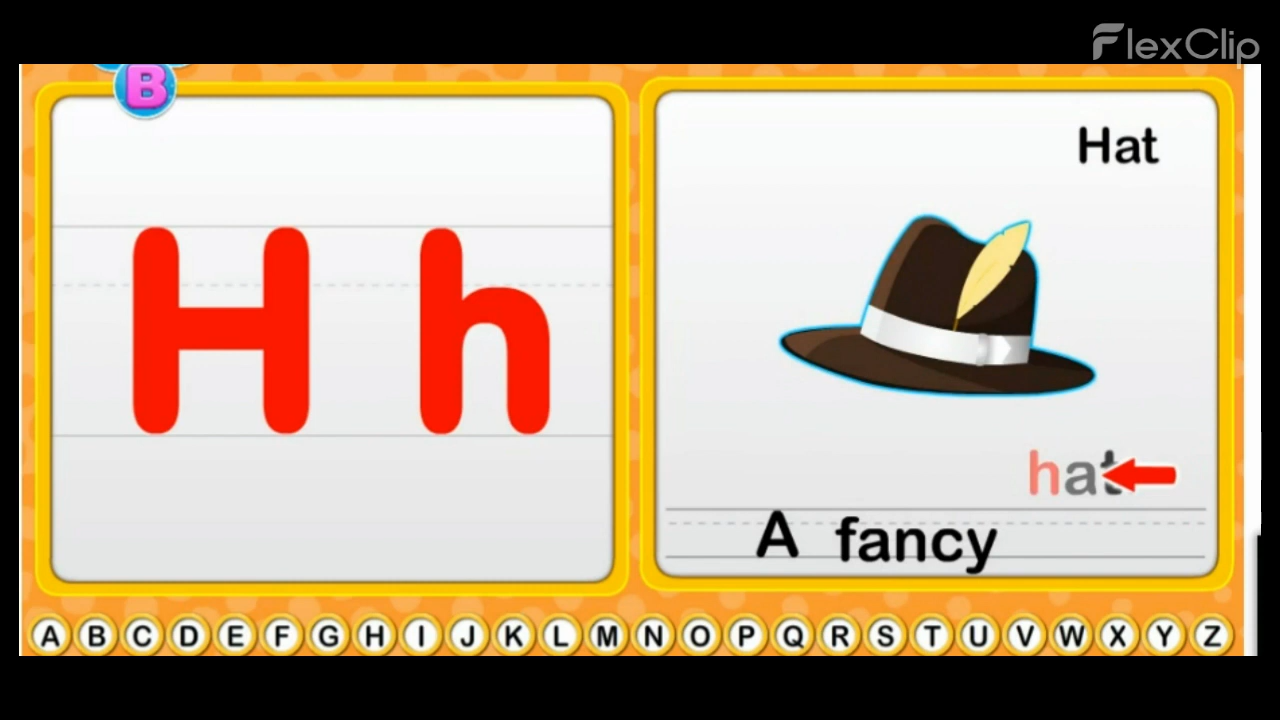 FlexClip
B
H h
Hat
hat
A fancy
A B C D E F G H I J K L M N O P Q R S T U V W X Y Z